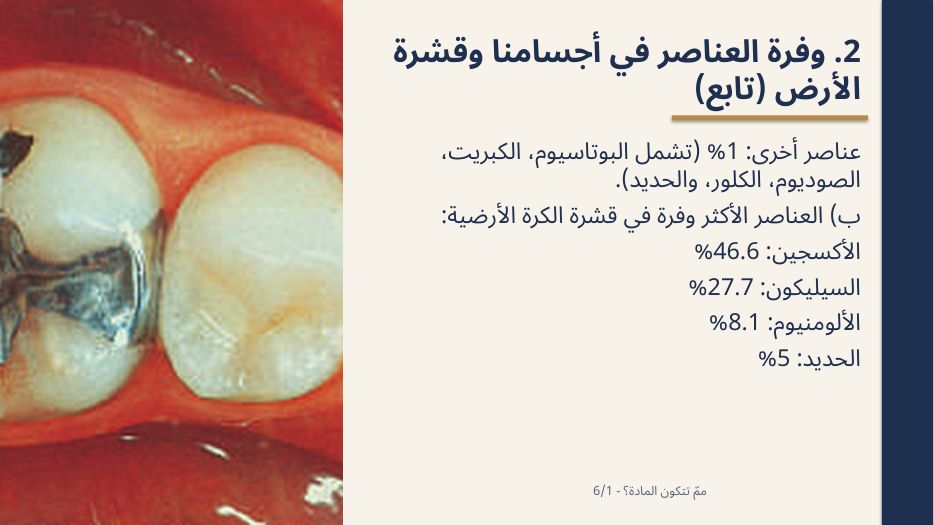 2. وفرة العناصر في أجسامنا وقشرة
الأرض (تابع)
عناصر أخرى: 1% (تشمل البوتاسيوم، الكبريت،
الصوديوم، الكلور، والحديد).
ب) العناصر الأكثر وفرة في قشرة الكرة الأرضية:
الأكسجين: 46.6%
السيليكون: 27.7%
الألومنيوم: 8.1%
الحديد: 5%
ممّ تتكون المادة؟ - 6/1